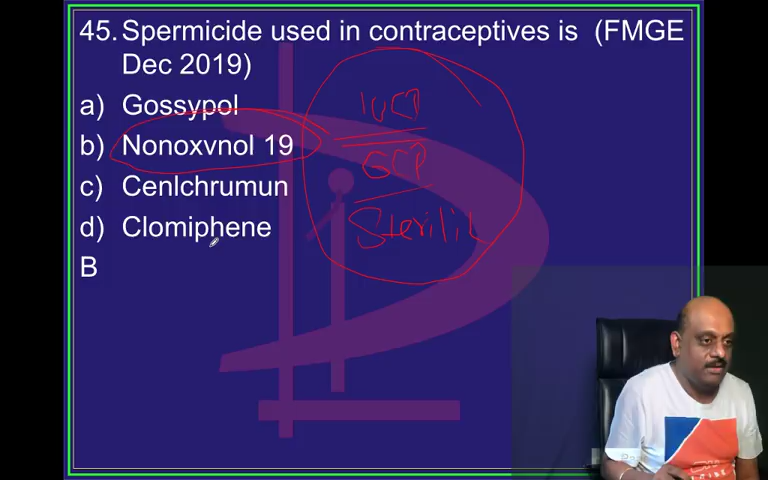 45. Spermicide used in contraceptives is (FMGE
Dec 2019)
a) Gossypol
b) Nonoxvnol 19
c) Cenlchrumun
d) Clomiphene
B
IUCD
OCP
Sterili